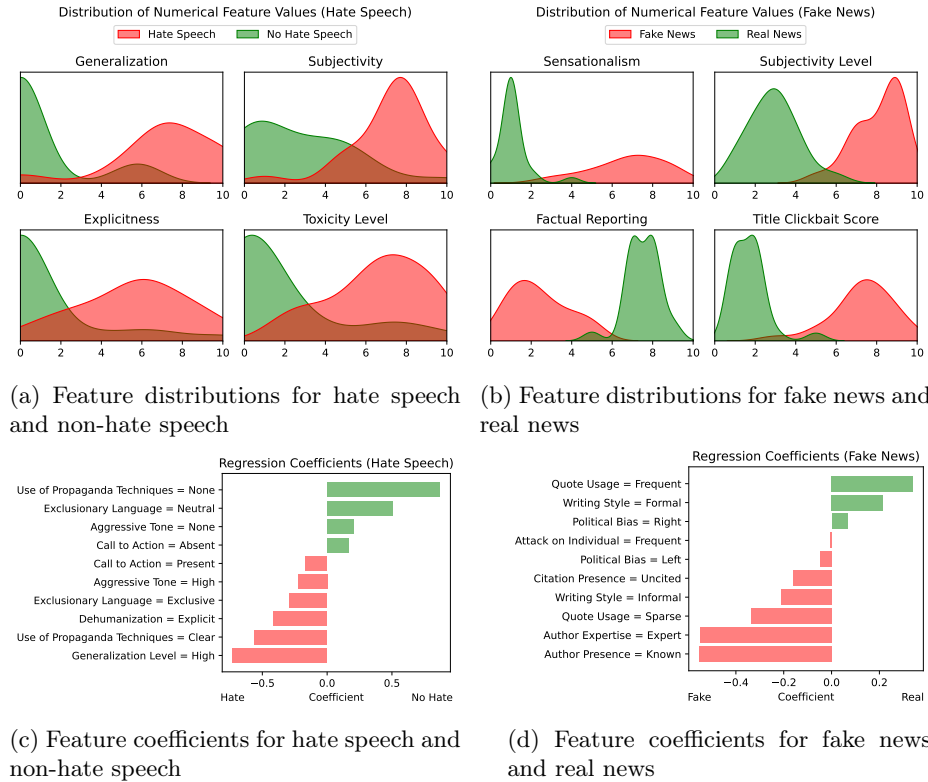 Distribution of Numerical Feature Values (Hate Speech)
Hate Speech No Hate Speech
Generalization Subjectivity
0 2 4 6 8 10 0 2 4 6 8 10
Explicitness Toxicity Level
0 2 4 6 8 10 0 2 4 6 8 10
(a) Feature distributions for hate speech
and non-hate speech
Distribution of Numerical Feature Values (Fake News)
Fake News Real News
Sensationalism Subjectivity Level
0 2 4 6 8 10 0 2 4 6 8 10
Factual Reporting Title Clickbait Score
0 2 4 6 8 10 0 2 4 6 8 10
(b) Feature distributions for fake news and
real news
Regression Coefficients (Hate Speech)
Use of Propaganda Techniques = None
Exclusionary Language = Neutral
Aggressive Tone = None
Call to Action = Absent
Call to Action = Present
Aggressive Tone = High
Exclusionary Language = Exclusive
Dehumanization = Explicit
Use of Propaganda Techniques = Clear
Generalization Level = High
−0.5 0.0 0.5
Hate Coefficient No Hate
(c) Feature coefficients for hate speech and
non-hate speech
Regression Coefficients (Fake News)
Quote Usage = Frequent
Writing Style = Formal
Political Bias = Right
Attack on Individual = Frequent
Political Bias = Left
Citation Presence = Uncited
Writing Style = Informal
Quote Usage = Sparse
Author Expertise = Expert
Author Presence = Known
−0.4 −0.2 0.0 0.2
Fake Coefficient Real
(d) Feature coefficients for fake news
and real news